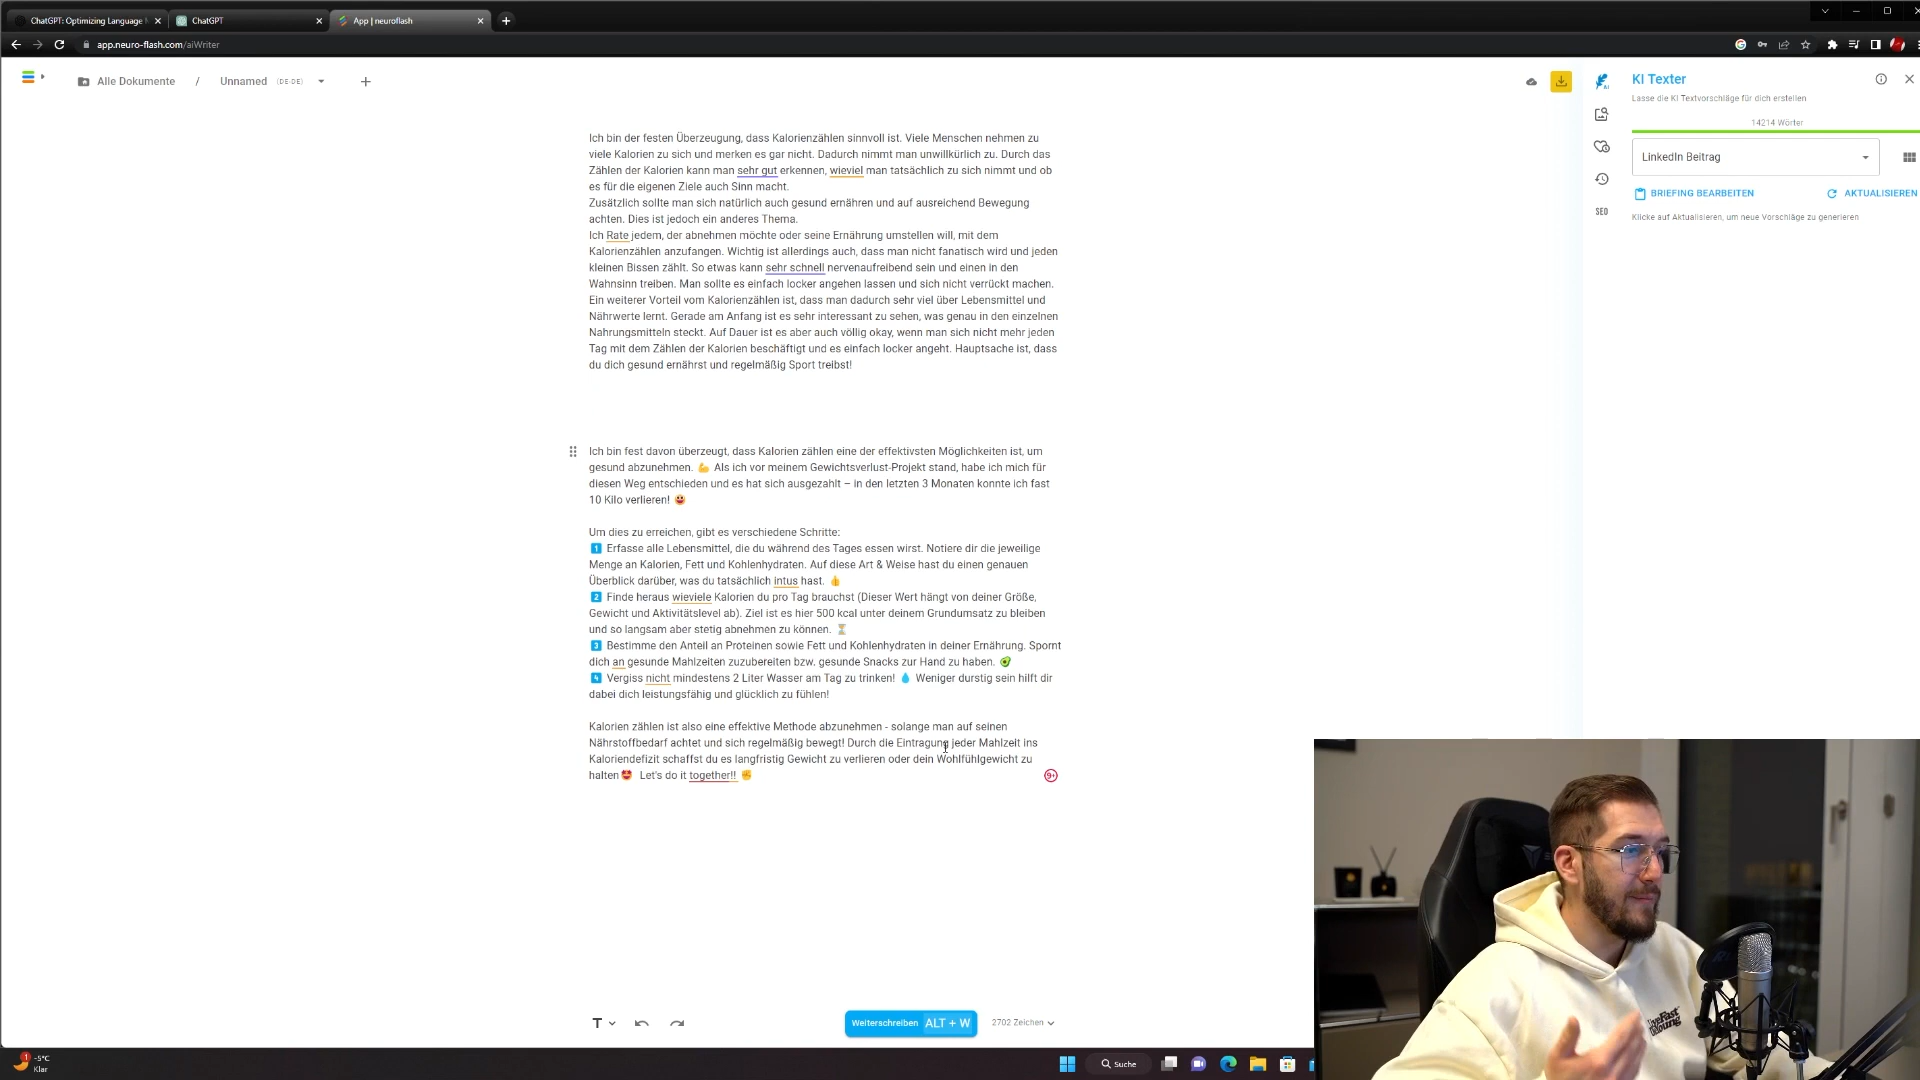 ChatGPT: Optimizing Language
ChatGPT
App | neuroflash
app.neuro-flash.com/aiWriter
Alle Dokumente / Unnamed (DE-DE)
KI Texter
Lasse die KI Textvorschläge für dich erstellen
14214 Wörter
LinkedIn Beitrag
BRIEFING BEARBEITEN
AKTUALISIEREN
Klicke auf Aktualisieren, um neue Vorschläge zu generieren
AI
SEO
Ich bin der festen Überzeugung, dass Kalorienzählen sinnvoll ist. Viele Menschen nehmen zu
viele Kalorien zu sich und merken es gar nicht. Dadurch nimmt man unwillkürlich zu. Durch das
Zählen der Kalorien kann man sehr gut erkennen, wieviel man tatsächlich zu sich nimmt und ob
es für die eigenen Ziele auch Sinn macht.
Zusätzlich sollte man sich natürlich auch gesund ernähren und auf ausreichend Bewegung
achten. Dies ist jedoch ein anderes Thema.
Ich Rate jedem, der abnehmen möchte oder seine Ernährung umstellen will, mit dem
Kalorienzählen anzufangen. Wichtig ist allerdings auch, dass man nicht fanatisch wird und jeden
kleinen Bissen zählt. So etwas kann sehr schnell nervenaufreibend sein und einen in den
Wahnsinn treiben. Man sollte es einfach locker angehen lassen und sich nicht verrückt machen.
Ein weiterer Vorteil vom Kalorienzählen ist, dass man dadurch sehr viel über Lebensmittel und
Nährwerte lernt. Gerade am Anfang ist es sehr interessant zu sehen, was genau in den einzelnen
Nahrungsmitteln steckt. Auf Dauer ist es aber auch völlig okay, wenn man sich nicht mehr jeden
Tag mit dem Zählen der Kalorien beschäftigt und es einfach locker angeht. Hauptsache ist, dass
du dich gesund ernährst und regelmäßig Sport treibst!
Ich bin fest davon überzeugt, dass Kalorien zählen eine der effektivsten Möglichkeiten ist, um
gesund abzunehmen. 💪 Als ich vor meinem Gewichtsverlust-Projekt stand, habe ich mich für
diesen Weg entschieden und es hat sich ausgezahlt – in den letzten 3 Monaten konnte ich fast
10 Kilo verlieren! 😃
Um dies zu erreichen, gibt es verschiedene Schritte:
1️⃣ Erfasse alle Lebensmittel, die du während des Tages essen wirst. Notiere dir die jeweilige
Menge an Kalorien, Fett und Kohlenhydraten. Auf diese Art & Weise hast du einen genauen
Überblick darüber, was du tatsächlich intus hast. 👍
2️⃣ Finde heraus wieviele Kalorien du pro Tag brauchst (Dieser Wert hängt von deiner Größe,
Gewicht und Aktivitätslevel ab). Ziel ist es hier 500 kcal unter deinem Grundumsatz zu bleiben
und so langsam aber stetig abnehmen zu können. ⏳
3️⃣ Bestimme den Anteil an Proteinen sowie Fett und Kohlenhydraten in deiner Ernährung. Spornt
dich an gesunde Mahlzeiten zuzubereiten bzw. gesunde Snacks zur Hand zu haben. 🥑
4️⃣ Vergiss nicht mindestens 2 Liter Wasser am Tag zu trinken! 💧 Weniger durstig sein hilft dir
dabei dich leistungsfähig und glücklich zu fühlen!
Kalorien zählen ist also eine effektive Methode abzunehmen - solange man auf seinen
Nährstoffbedarf achtet und sich regelmäßig bewegt! Durch die Eintragung jeder Mahlzeit ins
Kaloriendefizit schaffst du es langfristig Gewicht zu verlieren oder dein Wohlfühlgewicht zu
halten🤩 Let's do it together!! ✊
9+
T
Weiterschreiben ALT + W
2702 Zeichen
1
-5°C
Klar
Suche
LiveFast
DieYoung